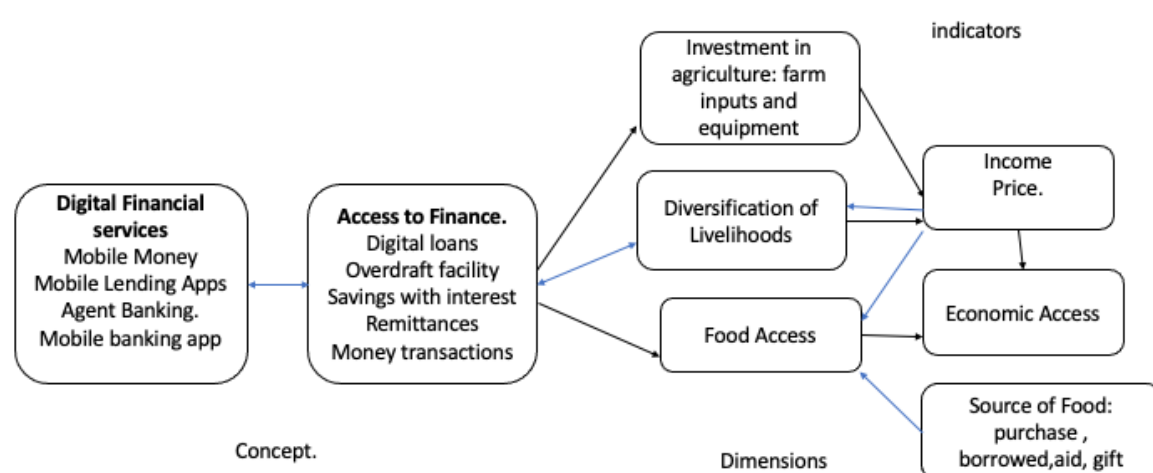 indicators
Investment in
agriculture: farm
inputs and
equipment
Income
Price.
Digital Financial
services
Mobile Money
Mobile Lending Apps
Agent Banking.
Mobile banking app
Access to Finance.
Digital loans
Overdraft facility
Savings with interest
Remittances
Money transactions
Diversification of
Livelihoods
Food Access
Economic Access
Source of Food:
purchase ,
borrowed,aid, gift
Concept.
Dimensions